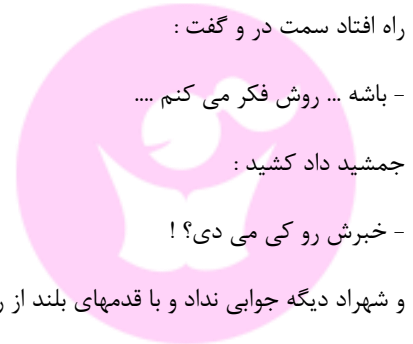 راه افتاد سمت در و گفت :
- باشه ... روش فکر می کنم ....
جمشید داد کشید :
- خبرش رو کی می دی؟ !
و شهراد دیگه جوابی نداد و با قدمهای بلند از